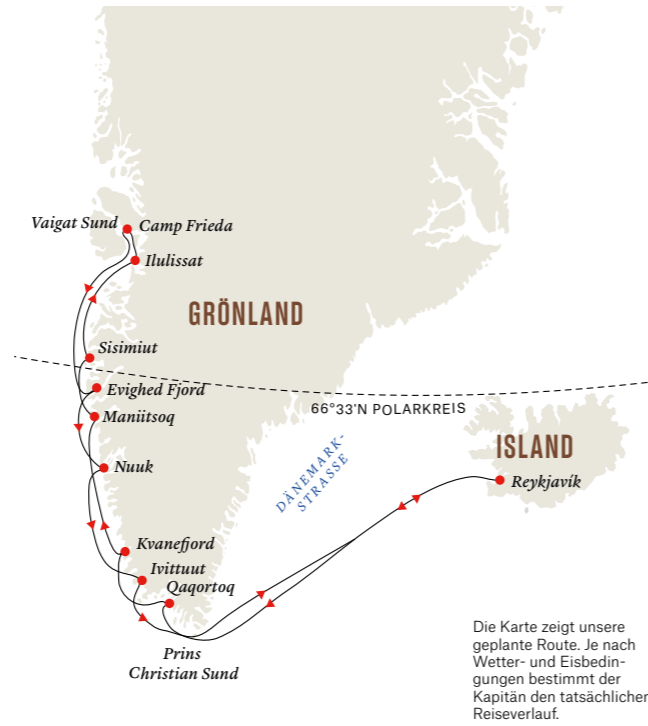 Vaigat Sund
Camp Frieda
Ilulissat
GRÖNLAND
Sisimiut
Evighed Fjord
66°33'N POLARKREIS
Maniitsoq
ISLAND
DÄNEMARK-
STRASSE
Nuuk
Reykjavík
Kvanefjord
Ivittuut
Qaqortoq
Prins
Christian Sund
Die Karte zeigt unsere
geplante Route. Je nach
Wetter- und Eisbedin-
gungen bestimmt der
Kapitän den tatsächlichen
Reiseverlauf.